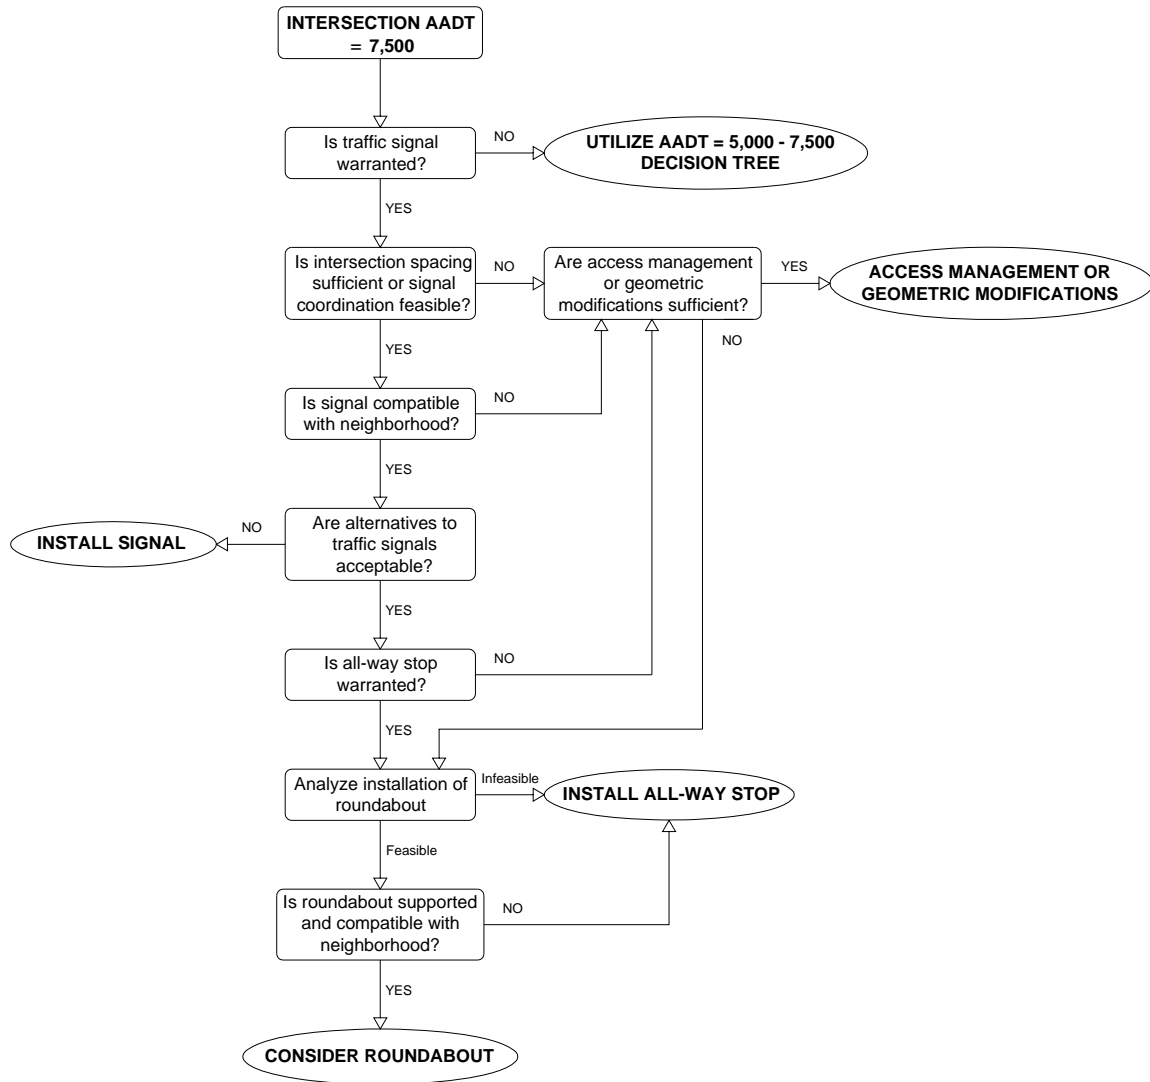 INTERSECTION AADT
= 7,500
Is traffic signal
warranted?
NO
UTILIZE AADT = 5,000 - 7,500
DECISION TREE
YES
Is intersection spacing
sufficient or signal
coordination feasible?
NO
Are access management
or geometric
modifications sufficient?
YES
ACCESS MANAGEMENT OR
GEOMETRIC MODIFICATIONS
YES
NO
Is signal compatible
with neighborhood?
NO
YES
Are alternatives to
traffic signals
acceptable?
NO
INSTALL SIGNAL
YES
Is all-way stop
warranted?
NO
YES
Analyze installation of
roundabout
Infeasible
INSTALL ALL-WAY STOP
Feasible
Is roundabout supported
and compatible with
neighborhood?
NO
YES
CONSIDER ROUNDABOUT